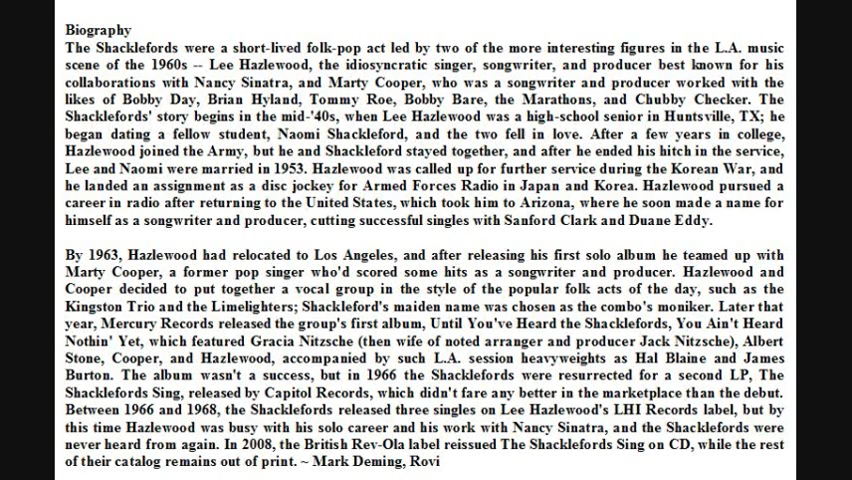 Biography
The Shacklefords were a short-lived folk-pop act led by two of the more interesting figures in the L.A. music
scene of the 1960s -- Lee Hazlewood, the idiosyncratic singer, songwriter, and producer best known for his
collaborations with Nancy Sinatra, and Marty Cooper, who was a songwriter and producer worked with the
likes of Bobby Day, Brian Hyland, Tommy Roe, Bobby Bare, the Marathons, and Chubby Checker. The
Shacklefords' story begins in the mid-'40s, when Lee Hazlewood was a high-school senior in Huntsville, TX; he
began dating a fellow student, Naomi Shackleford, and the two fell in love. After a few years in college,
Hazlewood joined the Army, but he and Shackleford stayed together, and after he ended his hitch in the service,
Lee and Naomi were married in 1953. Hazlewood was called up for further service during the Korean War, and
he landed an assignment as a disc jockey for Armed Forces Radio in Japan and Korea. Hazlewood pursued a
career in radio after returning to the United States, which took him to Arizona, where he soon made a name for
himself as a songwriter and producer, cutting successful singles with Sanford Clark and Duane Eddy.
By 1963, Hazlewood had relocated to Los Angeles, and after releasing his first solo album he teamed up with
Marty Cooper, a former pop singer who'd scored some hits as a songwriter and producer. Hazlewood and
Cooper decided to put together a vocal group in the style of the popular folk acts of the day, such as the
Kingston Trio and the Limelighters; Shackleford's maiden name was chosen as the combo's moniker. Later that
year, Mercury Records released the group's first album, Until You've Heard the Shacklefords, You Ain't Heard
Nothin' Yet, which featured Gracia Nitzsche (then wife of noted arranger and producer Jack Nitzsche), Albert
Stone, Cooper, and Hazlewood, accompanied by such L.A. session heavyweights as Hal Blaine and James
Burton. The album wasn't a success, but in 1966 the Shacklefords were resurrected for a second LP, The
Shacklefords Sing, released by Capitol Records, which didn't fare any better in the marketplace than the debut.
Between 1966 and 1968, the Shacklefords released three singles on Lee Hazlewood's LHI Records label, but by
this time Hazlewood was busy with his solo career and his work with Nancy Sinatra, and the Shacklefords were
never heard from again. In 2008, the British Rev-Ola label reissued The Shacklefords Sing on CD, while the rest
of their catalog remains out of print. ~ Mark Deming, Rovi